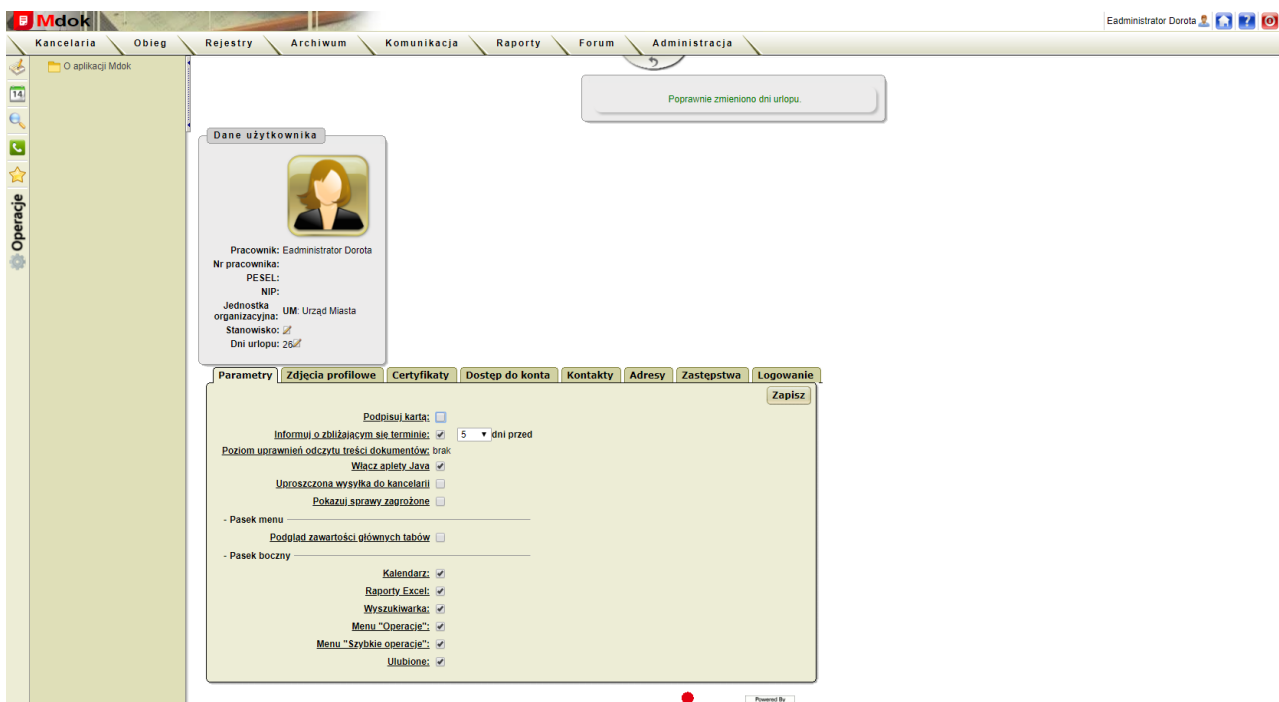 Mdok
Eadministrator Dorota
Kancelaria Obieg Rejestry Archiwum Komunikacja Raporty Forum Administracja
O aplikacji Mdok
14
Operacje
Poprawnie zmieniono dni urlopu.
Dane użytkownika
Pracownik: Eadministrator Dorota
Nr pracownika:
PESEL:
NIP:
Jednostka organizacyjna: UM: Urząd Miasta
Stanowisko:
Dni urlopu: 26
Parametry Zdjęcia profilowe Certyfikaty Dostęp do konta Kontakty Adresy Zastępstwa Logowanie
Zapisz
Podpisuj kartą:
Informuj o zbliżającym się terminie: 5 dni przed
Poziom uprawnień odczytu treści dokumentów: brak
Włącz aplety Java
Uproszczona wysyłka do kancelarii
Pokazuj sprawy zagrożone
- Pasek menu
Podgląd zawartości głównych tabów
- Pasek boczny
Kalendarz:
Raporty Excel:
Wyszukiwarka:
Menu "Operacje":
Menu "Szybkie operacje":
Ulubione:
Powered By